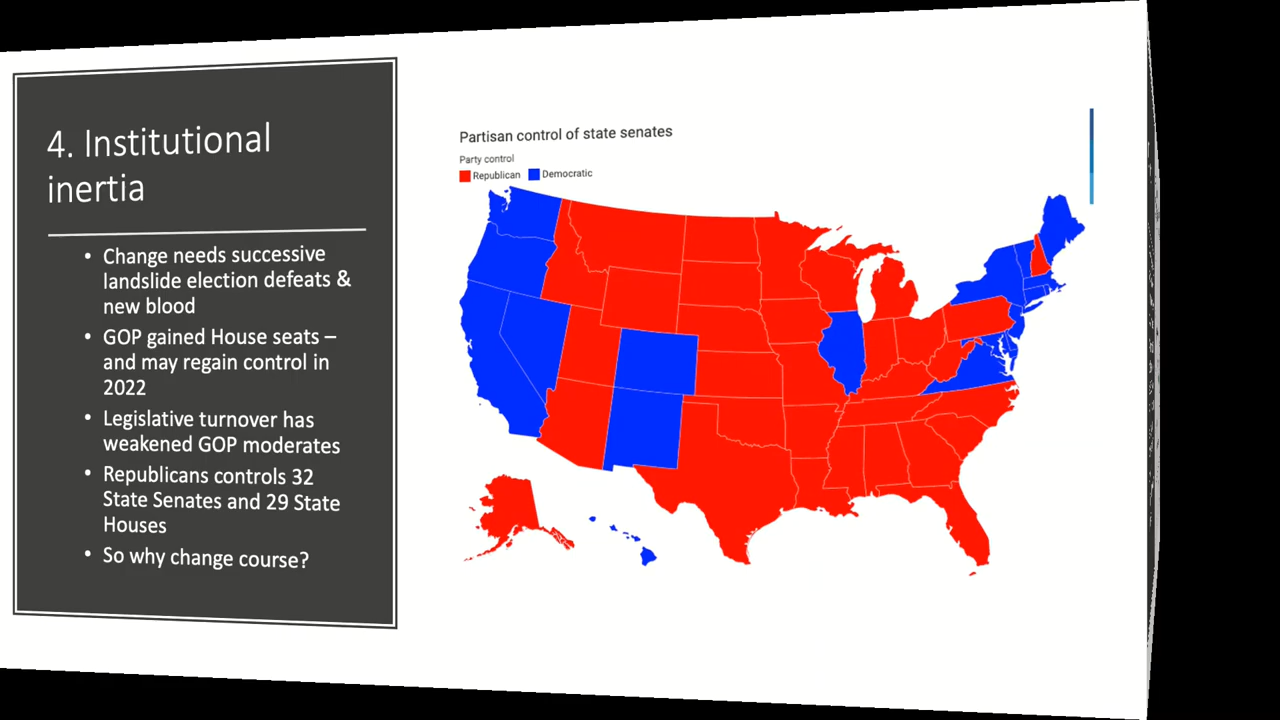 4. Institutional
inertia
• Change needs successive
landslide election defeats &
new blood
• GOP gained House seats –
and may regain control in
2022
• Legislative turnover has
weakened GOP moderates
• Republicans controls 32
State Senates and 29 State
Houses
• So why change course?
Partisan control of state senates
Party control
Republican Democratic